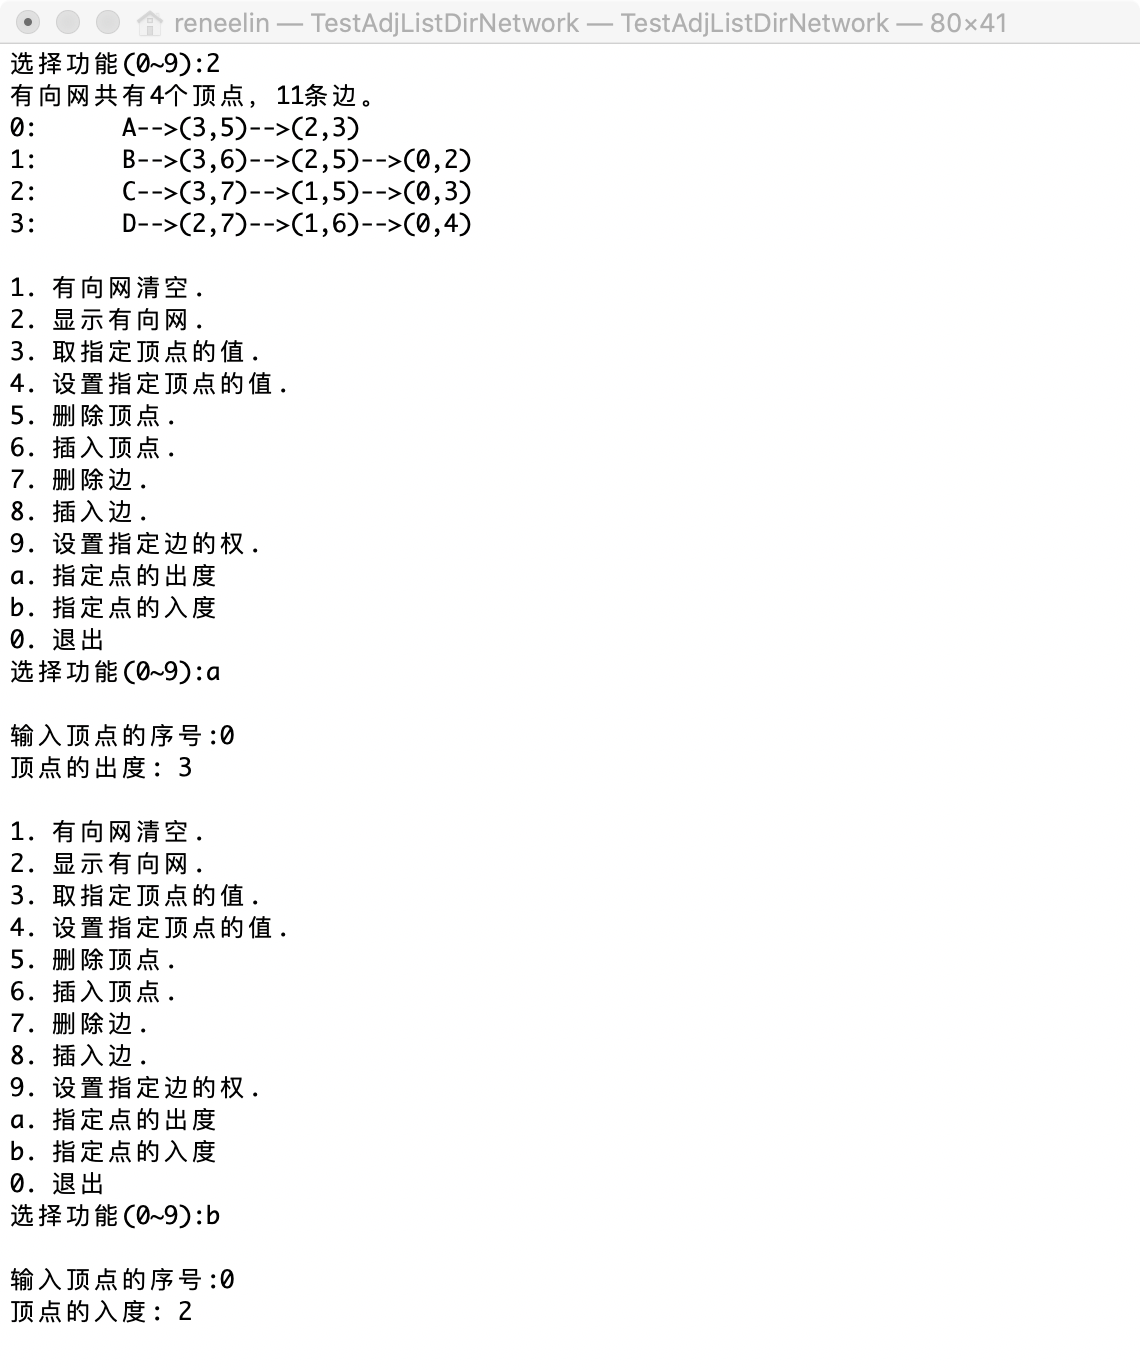 reneelin — TestAdjListDirNetwork — TestAdjListDirNetwork — 80×41
选择功能(0~9):2
有向网共有4个顶点, 11条边。
0:      A-->(3,5)-->(2,3)
1:      B-->(3,6)-->(2,5)-->(0,2)
2:      C-->(3,7)-->(1,5)-->(0,3)
3:      D-->(2,7)-->(1,6)-->(0,4)
1. 有向网清空.
2. 显示有向网.
3. 取指定顶点的值.
4. 设置指定顶点的值.
5. 删除顶点.
6. 插入顶点.
7. 删除边.
8. 插入边.
9. 设置指定边的权.
a. 指定点的出度
b. 指定点的入度
0. 退出
选择功能(0~9):a
输入顶点的序号:0
顶点的出度: 3
1. 有向网清空.
2. 显示有向网.
3. 取指定顶点的值.
4. 设置指定顶点的值.
5. 删除顶点.
6. 插入顶点.
7. 删除边.
8. 插入边.
9. 设置指定边的权.
a. 指定点的出度
b. 指定点的入度
0. 退出
选择功能(0~9):b
输入顶点的序号:0
顶点的入度: 2